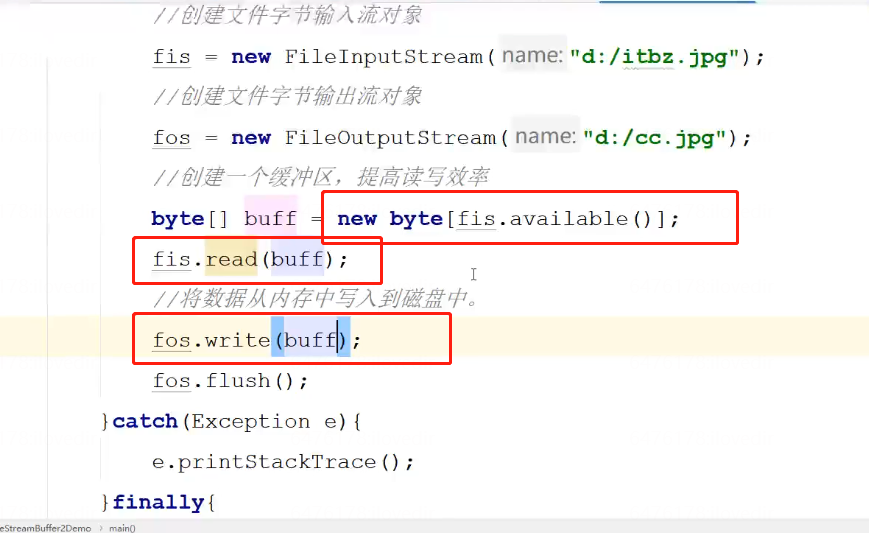 //创建文件字节输入流对象
fis = new FileInputStream( name: "d:/itbz.jpg");
//创建文件字节输出流对象
fos = new FileOutputStream( name: "d:/cc.jpg");
//创建一个缓冲区，提高读写效率
byte[] buff = new byte[fis.available()];
fis.read(buff);
//将数据从内存中写入到磁盘中。
fos.write(buff);
fos.flush();
}catch(Exception e){
e.printStackTrace();
}finally{
eStreamBuffer2Demo > main()